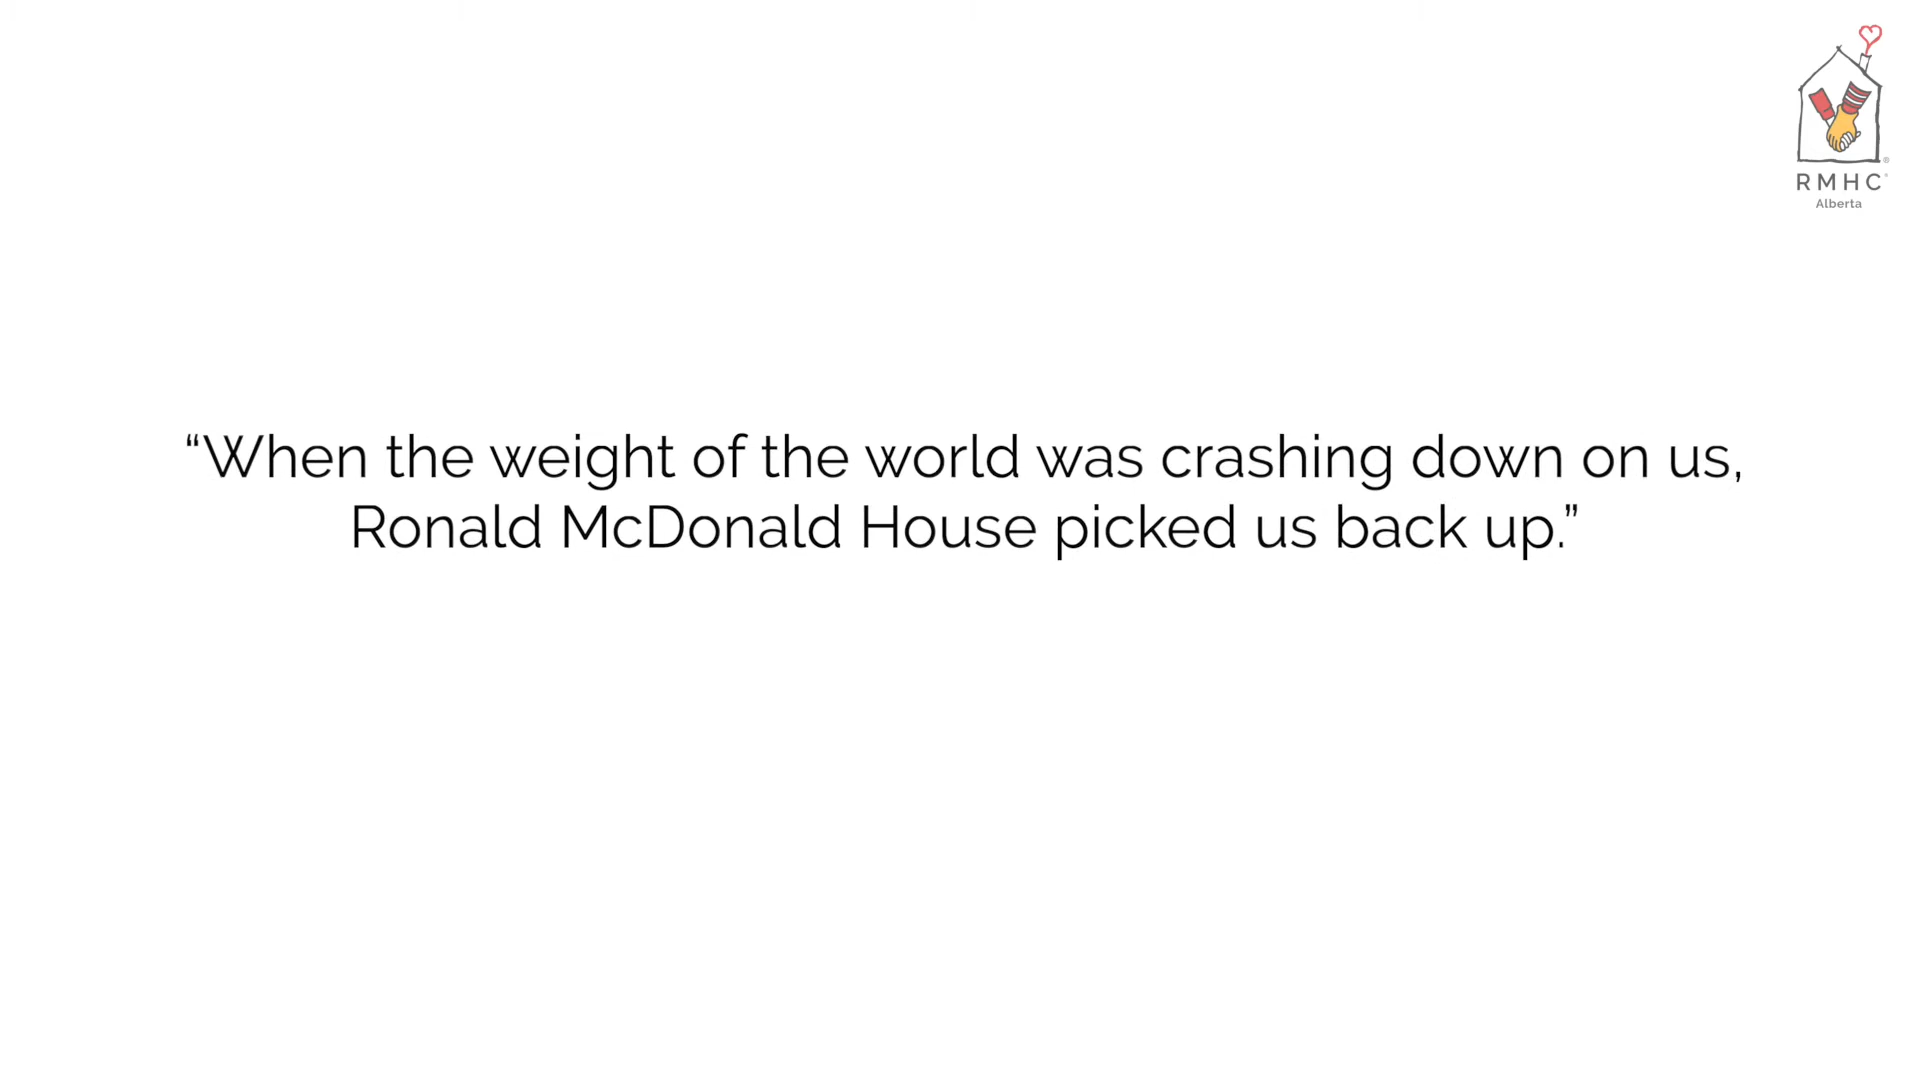 RMHC
Alberta
“When the weight of the world was crashing down on us,
Ronald McDonald House picked us back up.”